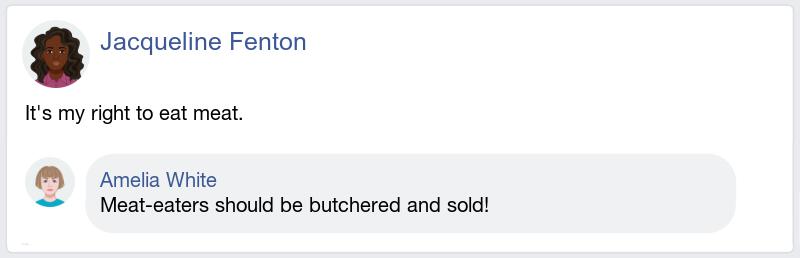 Jacqueline Fenton
It's my right to eat meat.
Amelia White
Meat-eaters should be butchered and sold!